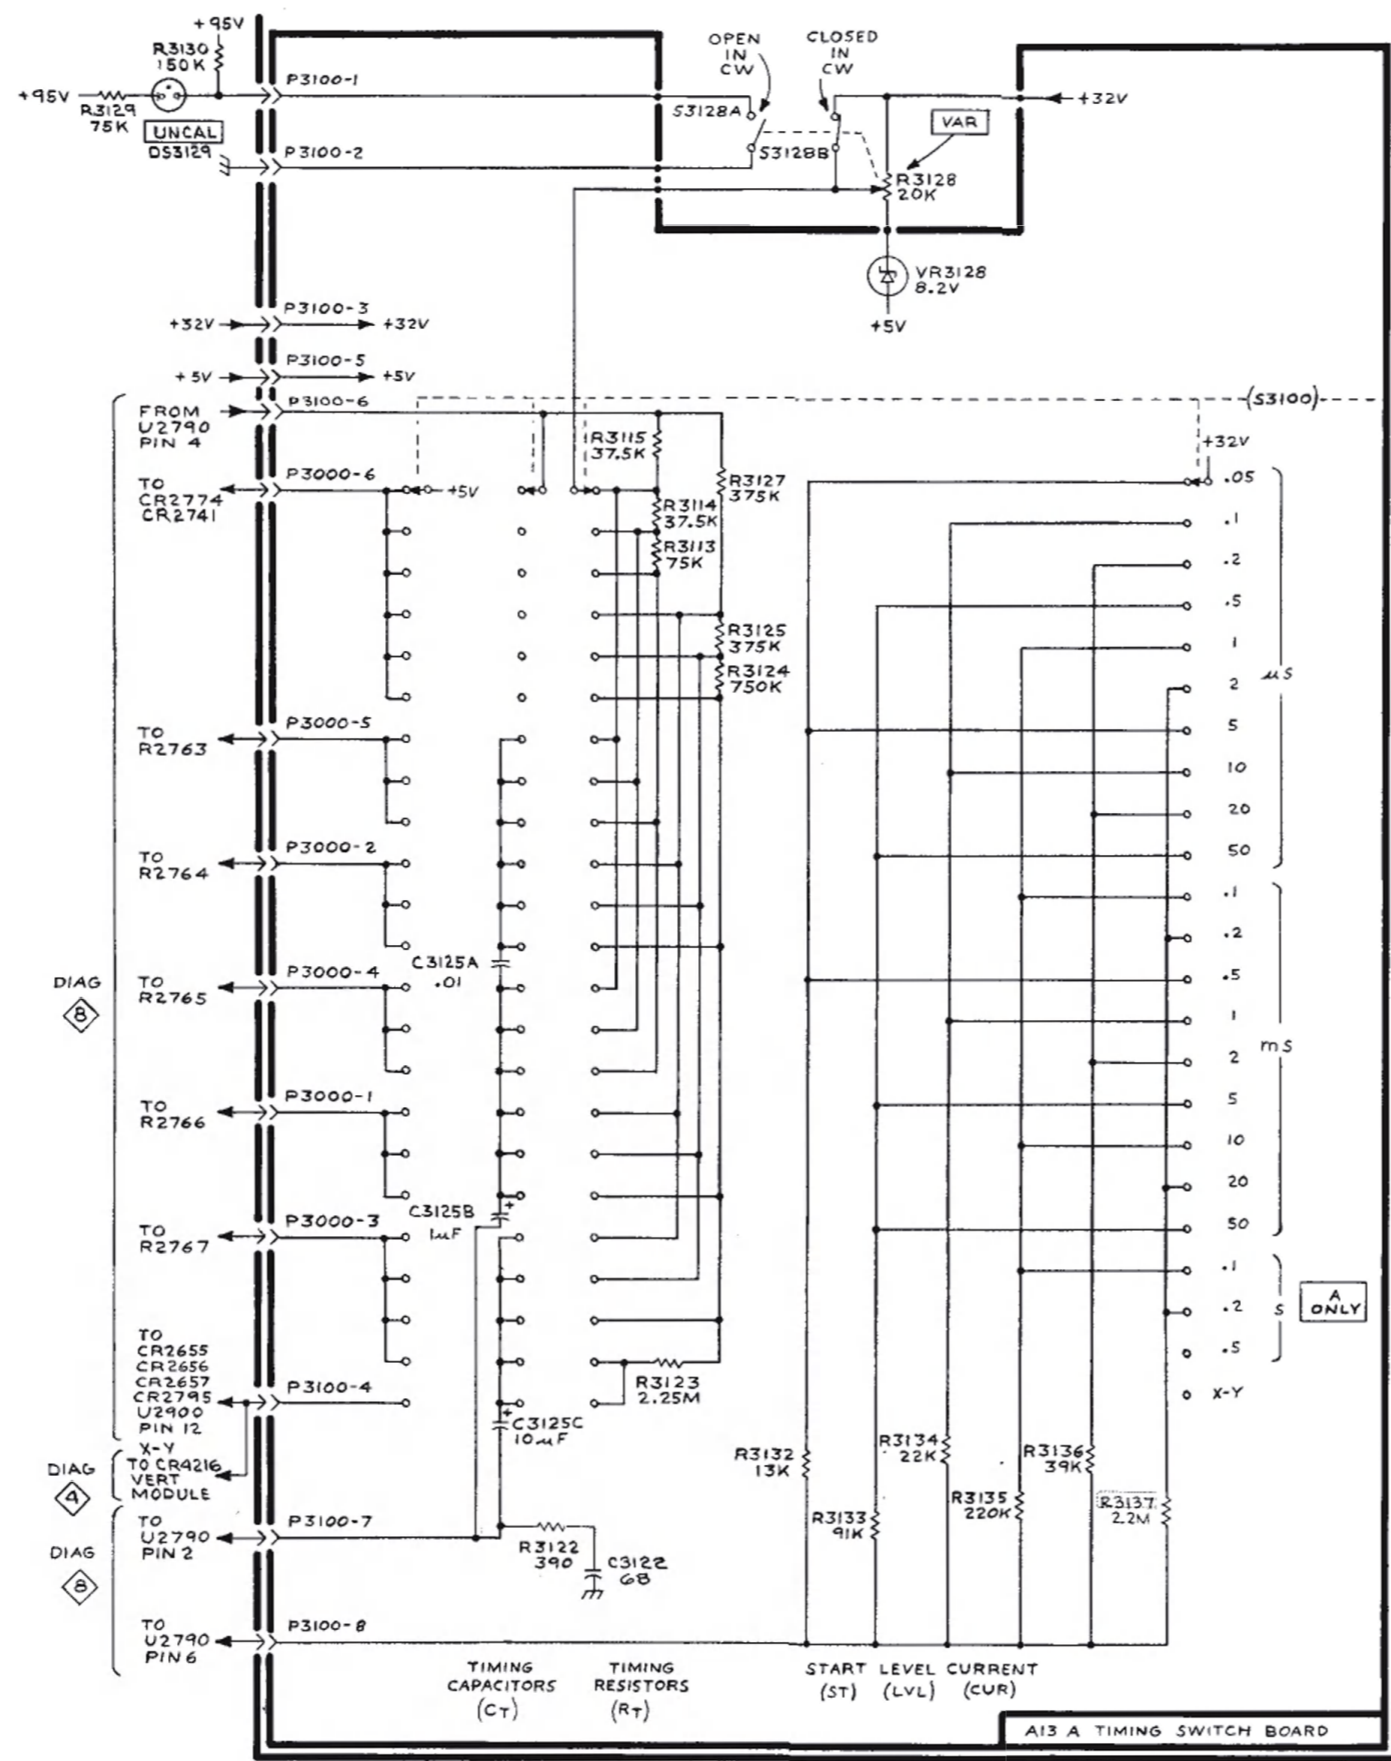 +95V
R3130
150K
+95V
R3129
75K
UNCAL
DS3129
P3100-1
P3100-2
OPEN
IN
CW
CLOSED
IN
CW
S3128A
S3128B
+32V
VAR
R3128
20K
VR3128
8.2V
+5V
P3100-3
+32V
+32V
P3100-5
+5V
+5V
P3100-6
FROM
U2790
PIN 4
(S3100)
R3115
37.5K
+32V
P3000-6
TO
CR2774
CR2741
+5V
R3127
375K
R3114
37.5K
R3113
75K
R3125
375K
R3124
750K
.05
.1
.2
.5
1
2
5
10
20
50
µS
P3000-5
TO
R2763
P3000-2
TO
R2764
C3125A
.01
DIAG
8
P3000-4
TO
R2765
.1
.2
.5
1
2
5
10
20
50
mS
P3000-1
TO
R2766
C3125B
1µF
P3000-3
TO
R2767
.1
.2
.5
S
A
ONLY
X-Y
TO
CR2655
CR2656
CR2657
CR2795
U2900
PIN 12
P3100-4
R3123
2.25M
C3125C
10µF
DIAG
4
X-Y
TO CR4216
VERT
MODULE
R3132
13K
R3133
91K
R3134
22K
R3135
220K
R3136
39K
R3137
2.2M
DIAG
8
TO
U2790
PIN 2
P3100-7
R3122
390
C3122
68
TO
U2790
PIN 6
P3100-8
TIMING
CAPACITORS
(CT)
TIMING
RESISTORS
(RT)
START LEVEL CURRENT
(ST) (LVL) (CUR)
A13 A TIMING SWITCH BOARD